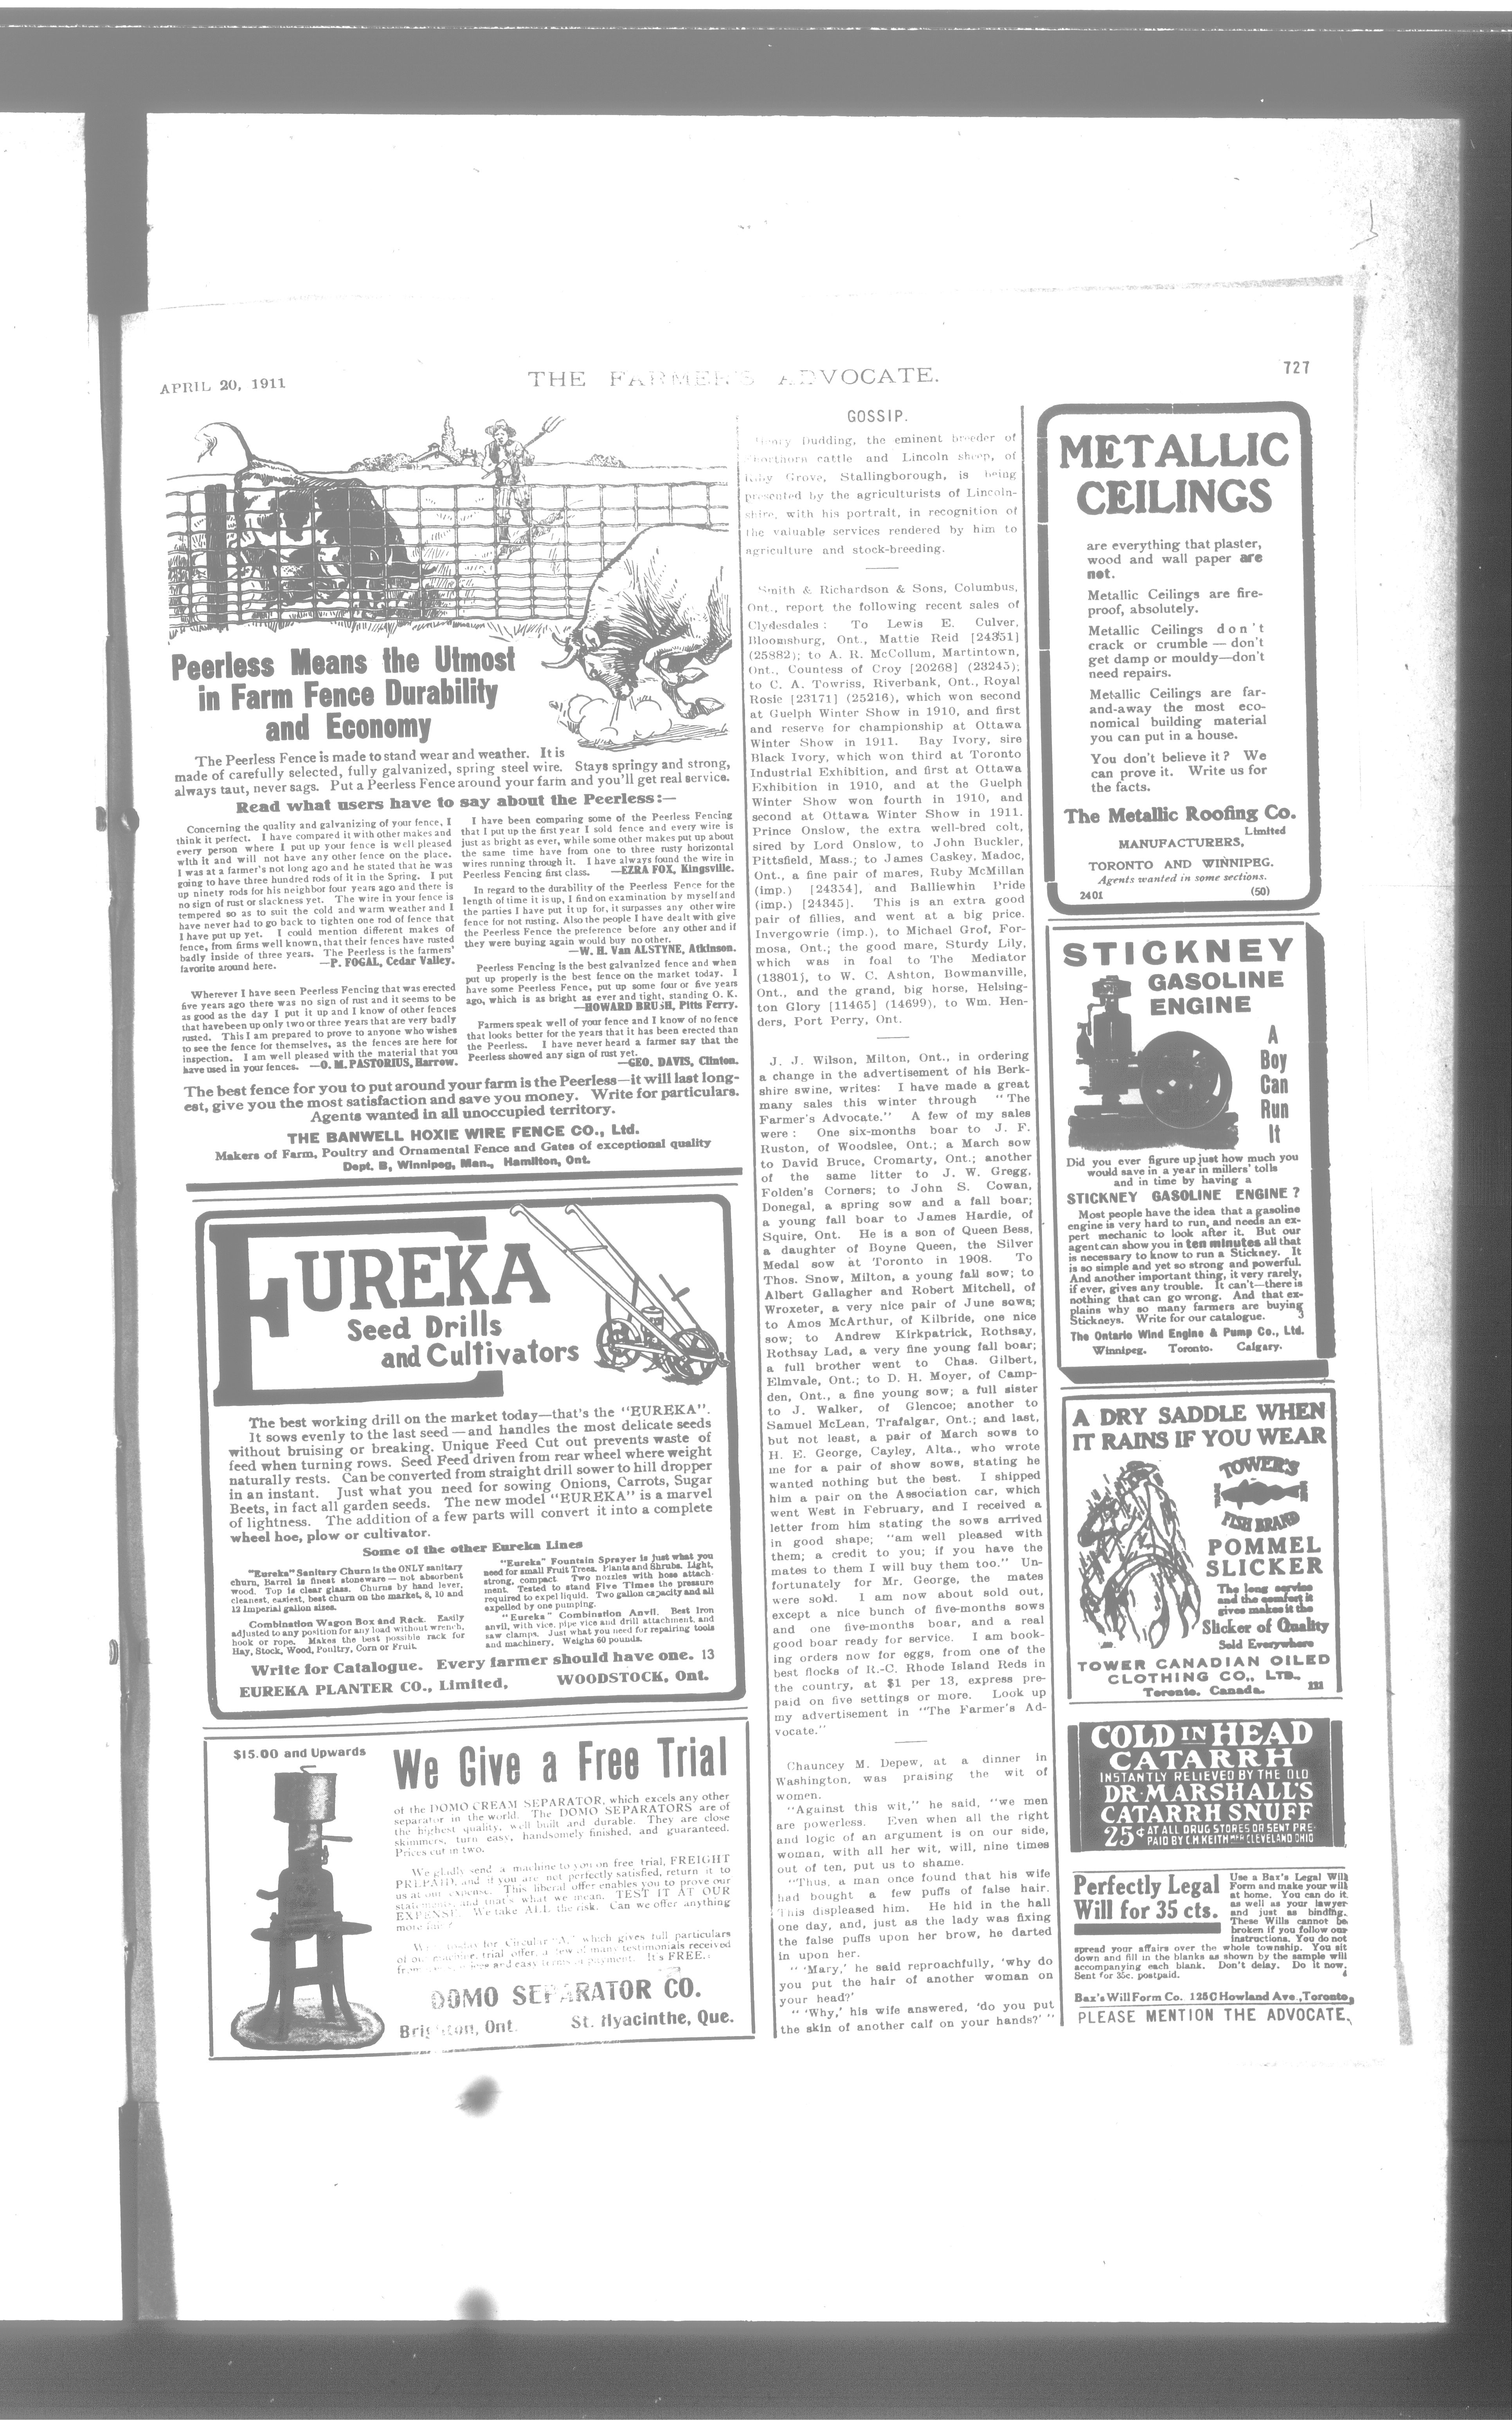 APRIL 20, 1911
THE FARMER'S ADVOCATE.
727
Peerless Means the Utmost
in Farm Fence Durability
and Economy
The Peerless Fence is made to stand wear and weather. It is
made of carefully selected, fully galvanized, spring steel wire. Stays springy and strong,
always taut, never sags. Put a Peerless Fence around your farm and you'll get real service.
Read what users have to say about the Peerless:—
Concerning the quality and galvanizing of your fence, I
think it perfect. I have compared it with other makes and
every person where I put up your fence is well pleased
with it and will not have any other fence on the place.
I was at a farmer's not long ago and he stated that he was
going to have three hundred rods of it in the Spring. I put
up ninety rods for his neighbor four years ago and there is
no sign of rust or slackness yet. The wire in your fence is
tempered so as to suit the cold and warm weather and I
have never had to go back to tighten one rod of fence that
I have put up yet. I could mention different makes of
fence, from firms well known, that their fences have rusted
badly inside of three years. The Peerless is the farmers'
favorite around here. —P. FOGAL, Cedar Valley.
Wherever I have seen Peerless Fencing that was erected
five years ago there was no sign of rust and it seems to be
as good as the day I put it up and I know of other fences
that have been up only two or three years that are very badly
rusted. This I am prepared to prove to anyone who wishes
to see the fence for themselves, as the fences are here for
inspection. I am well pleased with the material that you
have used in your fences. —O. M. PASTORIUS, Harrow.
I have been comparing some of the Peerless Fencing
that I put up the first year I sold fence and every wire is
just as bright as ever, while some other makes put up about
the same time have from one to three rusty horizontal
wires running through it. I have always found the wire in
Peerless Fencing first class. —EZRA FOX, Kingsville.
In regard to the durability of the Peerless Fence for the
length of time it is up, I find on examination by myself and
the parties I have put it up for, it surpasses any other wire
fence for not rusting. Also the people I have dealt with give
the Peerless Fence the preference before any other and if
they were buying again would buy no other.
—W. H. Van ALSTYNE, Atkinson.
Peerless Fencing is the best galvanized fence and when
put up properly is the best fence on the market today. I
have some Peerless Fence, put up some four or five years
ago, which is as bright as ever and tight, standing O. K.
—HOWARD BRUSH, Pitts Ferry.
Farmers speak well of your fence and I know of no fence
that looks better for the years that it has been erected than
the Peerless. I have never heard a farmer say that the
Peerless showed any sign of rust yet.
—GEO. DAVIS, Clinton.
The best fence for you to put around your farm is the Peerless—it will last long-
est, give you the most satisfaction and save you money. Write for particulars.
Agents wanted in all unoccupied territory.
THE BANWELL HOXIE WIRE FENCE CO., Ltd.
Makers of Farm, Poultry and Ornamental Fence and Gates of exceptional quality
Dept. B, Winnipeg, Man., Hamilton, Ont.
EUREKA
Seed Drills
and Cultivators
The best working drill on the market today—that's the "EUREKA".
It sows evenly to the last seed—and handles the most delicate seeds
without bruising or breaking. Unique Feed Cut out prevents waste of
feed when turning rows. Seed Feed driven from rear wheel where weight
naturally rests. Can be converted from straight drill sower to hill dropper
in an instant. Just what you need for sowing Onions, Carrots, Sugar
Beets, in fact all garden seeds. The new model "EUREKA" is a marvel
of lightness. The addition of a few parts will convert it into a complete
wheel hoe, plow or cultivator.
Some of the other Eureka Lines
"Eureka" Sanitary Churn is the ONLY sanitary
churn, Barrel is finest stoneware — not absorbent
wood. Top is clear glass. Churns by hand lever,
cleanest, easiest, best churn on the market, 8, 10 and
12 Imperial gallon sizes.
Combination Wagon Box and Rack. Easily
adjusted to any position for any load without wrench,
hook or rope. Makes the best possible rack for
Hay, Stock, Wood, Poultry, Corn or Fruit.
"Eureka" Fountain Sprayer is just what you
need for small Fruit Trees. Plants and Shrubs. Light,
strong, compact. Two nozzles with hose attach-
ment. Tested to stand Five Times the pressure
required to expel liquid. Two gallon capacity and all
expelled by one pumping.
"Eureka" Combination Anvil. Best Iron
anvil, with vice, pipe vice and drill attachment, and
saw clamps. Just what you need for repairing tools
and machinery. Weighs 60 pounds.
Write for Catalogue. Every farmer should have one. 13
EUREKA PLANTER CO., Limited, WOODSTOCK, Ont.
$15.00 and Upwards
We Give a Free Trial
of the DOMO CREAM SEPARATOR, which excels any other
separator in the world. The DOMO SEPARATORS are of
the highest quality, well built and durable. They are close
skimmers, turn easy, handsomely finished, and guaranteed.
Prices cut in two.
We gladly send a machine to you on free trial, FREIGHT
PREPAID, and if you are not perfectly satisfied, return it to
us at our expense. This liberal offer enables you to prove our
statements, and that's what we mean. TEST IT AT OUR
EXPENSE. We take ALL the risk. Can we offer anything
more
today for Circular "A," which gives full particulars
of our machine, trial offer, a few of many testimonials received
and easy terms of payment. It's FREE.
DOMO SEPARATOR CO.
Brighton, Ont. St. Hyacinthe, Que.
GOSSIP.
Henry Dudding, the eminent breeder of
Shorthorn cattle and Lincoln sheep, of
Riby Grove, Stallingborough, is being
presented by the agriculturists of Lincoln-
shire, with his portrait, in recognition of
the valuable services rendered by him to
agriculture and stock-breeding.
Smith & Richardson & Sons, Columbus,
Ont., report the following recent sales of
Clydesdales: To Lewis E. Culver,
Bloomsburg, Ont., Mattie Reid [24351]
(25882); to A. R. McCollum, Martintown,
Ont., Countess of Croy [20268] (23245);
to C. A. Towriss, Riverbank, Ont., Royal
Rosie [23171] (25216), which won second
at Guelph Winter Show in 1910, and first
and reserve for championship at Ottawa
Winter Show in 1911. Bay Ivory, sire
Black Ivory, which won third at Toronto
Industrial Exhibition, and first at Ottawa
Exhibition in 1910, and at the Guelph
Winter Show won fourth in 1910, and
second at Ottawa Winter Show in 1911.
Prince Onslow, the extra well-bred colt,
sired by Lord Onslow, to John Buckler,
Pittsfield, Mass.; to James Caskey, Madoc,
Ont., a fine pair of mares, Ruby McMillan
(imp.) [24354], and Balliewhin Pride
(imp.) [24345]. This is an extra good
pair of fillies, and went at a big price.
Invergowrie (imp.), to Michael Grof, For-
mosa, Ont.; the good mare, Sturdy Lily,
which was in foal to The Mediator
(13801), to W. C. Ashton, Bowmanville,
Ont., and the grand, big horse, Helsing-
ton Glory [11465] (14699), to Wm. Hen-
ders, Port Perry, Ont.
J. J. Wilson, Milton, Ont., in ordering
a change in the advertisement of his Berk-
shire swine, writes: I have made a great
many sales this winter through "The
Farmer's Advocate." A few of my sales
were: One six-months boar to J. F.
Ruston, of Woodslee, Ont.; a March sow
to David Bruce, Cromarty, Ont.; another
of the same litter to J. W. Gregg,
Folden's Corners; to John S. Cowan,
Donegal, a spring sow and a fall boar;
a young fall boar to James Hardie, of
Squire, Ont. He is a son of Queen Bess,
a daughter of Boyne Queen, the Silver
Medal sow at Toronto in 1908. To
Thos. Snow, Milton, a young fall sow; to
Albert Gallagher and Robert Mitchell, of
Wroxeter, a very nice pair of June sows;
to Amos McArthur, of Kilbride, one nice
sow; to Andrew Kirkpatrick, Rothsay,
Rothsay Lad, a very fine young fall boar;
a full brother went to Chas. Gilbert,
Elmvale, Ont.; to D. H. Moyer, of Camp-
den, Ont., a fine young sow; a full sister
to J. Walker, of Glencoe; another to
Samuel McLean, Trafalgar, Ont.; and last,
but not least, a pair of March sows to
H. E. George, Cayley, Alta., who wrote
me for a pair of show sows, stating he
wanted nothing but the best. I shipped
him a pair on the Association car, which
went West in February, and I received a
letter from him stating the sows arrived
in good shape; "am well pleased with
them; a credit to you; if you have the
mates to them I will buy them too." Un-
fortunately for Mr. George, the mates
were sold. I am now about sold out,
except a nice bunch of five-months sows
and one five-months boar, and a real
good boar ready for service. I am book-
ing orders now for eggs, from one of the
best flocks of R.-C. Rhode Island Reds in
the country, at $1 per 13, express pre-
paid on five settings or more. Look up
my advertisement in "The Farmer's Ad-
vocate."
Chauncey M. Depew, at a dinner in
Washington, was praising the wit of
women.
"Against this wit," he said, "we men
are powerless. Even when all the right
and logic of an argument is on our side,
woman, with all her wit, will, nine times
out of ten, put us to shame.
"Thus, a man once found that his wife
had bought a few puffs of false hair.
This displeased him. He hid in the hall
one day, and, just as the lady was fixing
the false puffs upon her brow, he darted
in upon her.
" 'Mary,' he said reproachfully, 'why do
you put the hair of another woman on
your head?'
" 'Why,' his wife answered, 'do you put
the skin of another calf on your hands?' "
METALLIC
CEILINGS
are everything that plaster,
wood and wall paper are
not.
Metallic Ceilings are fire-
proof, absolutely.
Metallic Ceilings don't
crack or crumble — don't
get damp or mouldy—don't
need repairs.
Metallic Ceilings are far-
and-away the most eco-
nomical building material
you can put in a house.
You don't believe it? We
can prove it. Write us for
the facts.
The Metallic Roofing Co.
Limited
MANUFACTURERS,
TORONTO AND WINNIPEG.
Agents wanted in some sections.
2401 (50)
STICKNEY
GASOLINE
ENGINE
A
Boy
Can
Run
It
Did you ever figure up just how much you
would save in a year in millers' tolls
and in time by having a
STICKNEY GASOLINE ENGINE?
Most people have the idea that a gasoline
engine is very hard to run, and needs an ex-
pert mechanic to look after it. But our
agent can show you in ten minutes all that
is necessary to know to run a Stickney. It
is so simple and yet so strong and powerful.
And another important thing, it very rarely,
if ever, gives any trouble. It can't—there is
nothing that can go wrong. And that ex-
plains why so many farmers are buying
Stickneys. Write for our catalogue. 3
The Ontario Wind Engine & Pump Co., Ltd.
Winnipeg. Toronto. Calgary.
A DRY SADDLE WHEN
IT RAINS IF YOU WEAR
TOWER'S
FISH BRAND
POMMEL
SLICKER
The long service
and the comfort it
gives makes it the
Slicker of Quality
Sold Everywhere
TOWER CANADIAN OILED
CLOTHING CO., LTD.,
Toronto, Canada. 111
COLD IN HEAD
CATARRH
INSTANTLY RELIEVED BY THE OLD
DR. MARSHALL'S
CATARRH SNUFF
25¢ AT ALL DRUG STORES OR SENT PRE-
PAID BY C.H. KEITH MFR CLEVELAND OHIO
Perfectly Legal
Will for 35 cts.
Use a Bax's Legal Will
Form and make your will
at home. You can do it
as well as your lawyer
and just as binding.
These Wills cannot be
broken if you follow our
instructions. You do not
spread your affairs over the whole township. You sit
down and fill in the blanks as shown by the sample will
accompanying each blank. Don't delay. Do it now.
Sent for 35c. postpaid. 4
Bax's Will Form Co. 125C Howland Ave., Toronto,
PLEASE MENTION THE ADVOCATE.